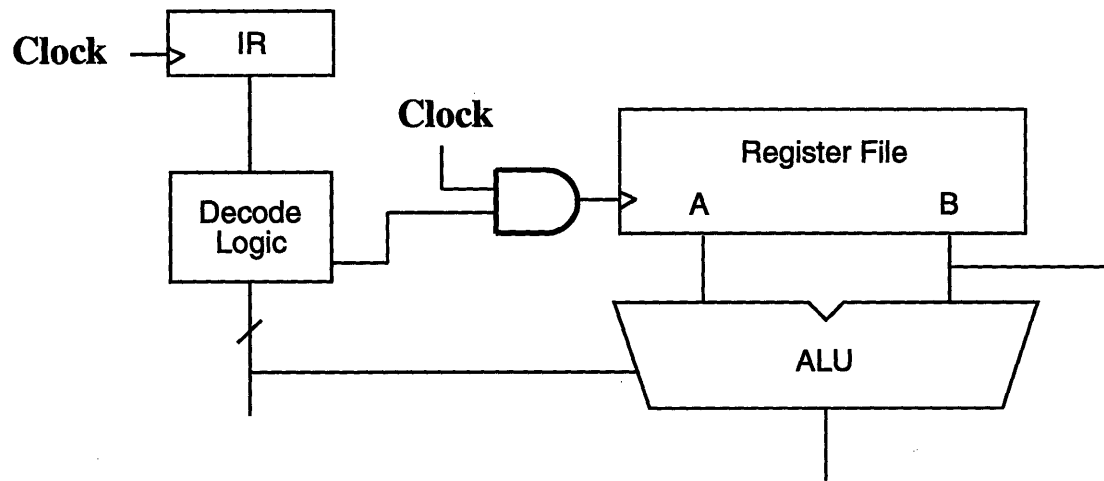 Clock
IR
Clock
Register File
A
B
Decode
Logic
ALU